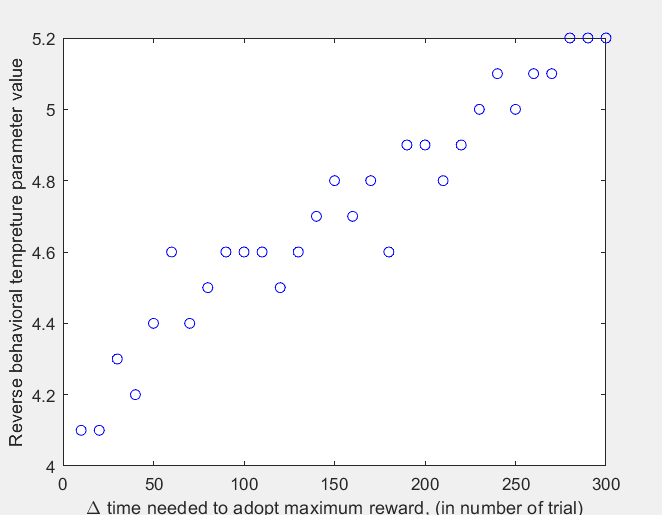 5.2
5
4.8
4.6
4.4
4.2
4
Reverse behavioral tempreture parameter value
0 50 100 150 200 250 300
Δ time needed to adopt maximum reward, (in number of trial)